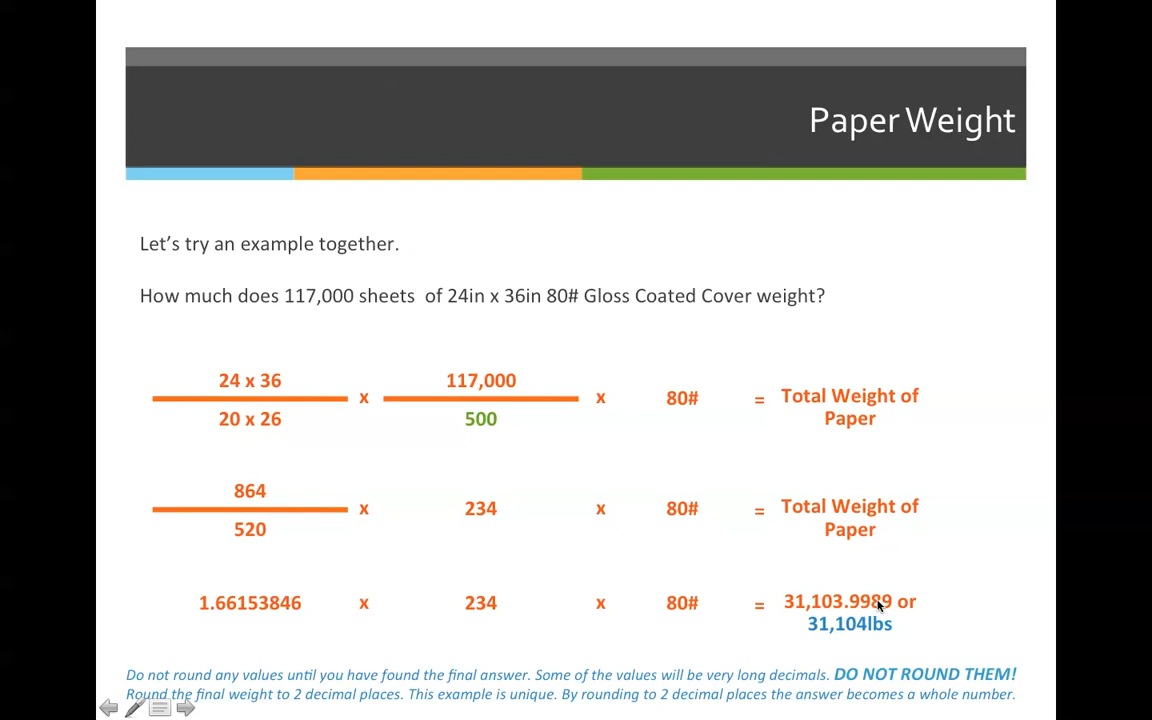 Paper Weight
Let's try an example together.
How much does 117,000 sheets of 24in x 36in 80# Gloss Coated Cover weight?
24 x 36
20 x 26
x
117,000
500
x
80#
=
Total Weight of
Paper
864
520
x
234
x
80#
=
Total Weight of
Paper
1.66153846
x
234
x
80#
=
31,103.9989 or
31,104lbs
Do not round any values until you have found the final answer. Some of the values will be very long decimals. DO NOT ROUND THEM!
Round the final weight to 2 decimal places. This example is unique. By rounding to 2 decimal places the answer becomes a whole number.